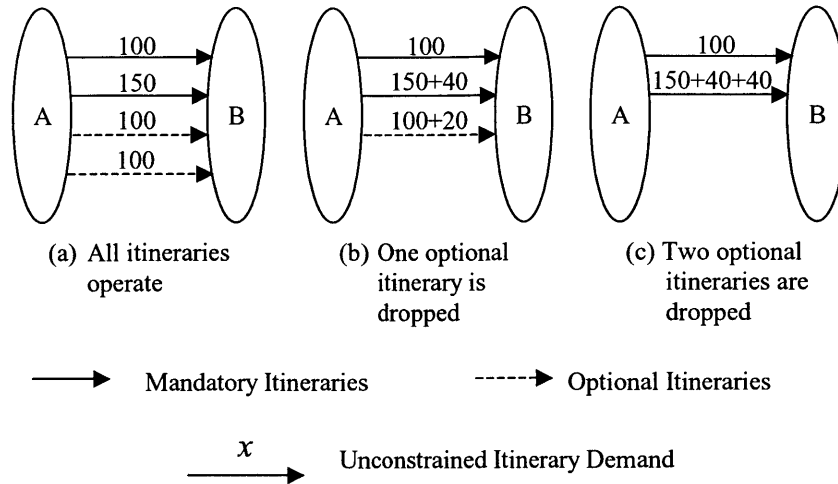 100
150
A
100
B
100
(a) All itineraries
operate
100
150+40
A
100+20
B
(b) One optional
itinerary is
dropped
100
150+40+40
A
B
(c) Two optional
itineraries are
dropped
Mandatory Itineraries
Optional Itineraries
x
Unconstrained Itinerary Demand